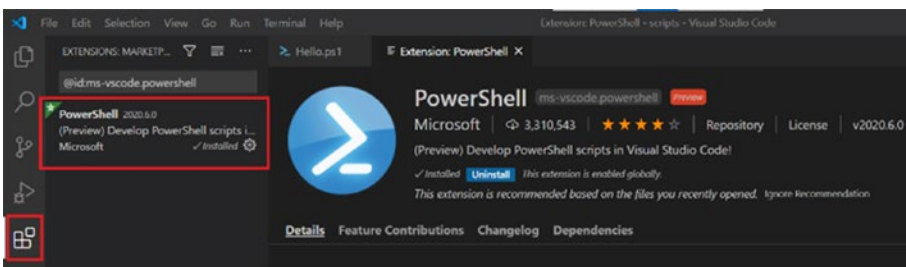 File Edit Selection View Go Run Terminal Help Extension: PowerShell - scripts - Visual Studio Code
EXTENSIONS: MARKETP... ...
Hello.ps1
Extension: PowerShell ×
@id:ms-vscode.powershell
PowerShell 2020.6.0
(Preview) Develop PowerShell scripts i...
Microsoft ✓ Installed
PowerShell ms-vscode.powershell Preview
Microsoft | 3,310,543 | ★★★★☆ | Repository | License | v2020.6.0
(Preview) Develop PowerShell scripts in Visual Studio Code!
✓ Installed Uninstall This extension is enabled globally.
This extension is recommended based on the files you recently opened. Ignore Recommendation
Details Feature Contributions Changelog Dependencies